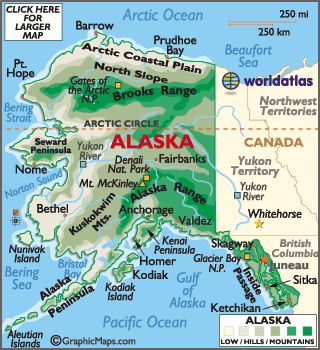 CLICK HERE
FOR
LARGER
MAP
Arctic Ocean
250 mi
250 km
Barrow
Prudhoe
Bay
Beaufort
Sea
Arctic Coastal Plain
Pt.
Hope
North Slope
Gates of
the Arctic
N.P.
Brooks Range
worldatlas
Northwest
Territories
Bering
Strait
ARCTIC CIRCLE
Seward
Peninsula
ALASKA
CANADA
Nome
Yukon
River
Denali
Nat. Park
Fairbanks
Yukon
Territory
Norton Sound
Mt. McKinley
Yukon
River
Alaska Range
Bethel
Kuskokwim
Mts.
Anchorage
Valdez
Whitehorse
Nunivak
Island
Kenai
Peninsula
Skagway
British
Columbia
Bering
Sea
Bristol
Bay
Homer
Glacier Bay
N.P.
Juneau
Kodiak
Inside
Passage
Sitka
Alaska
Peninsula
Kodiak
Island
Gulf
of
Alaska
Ketchikan
Aleutian
Islands
Pacific Ocean
ALASKA
LOW / HILLS / MOUNTAINS
©GraphicMaps.com